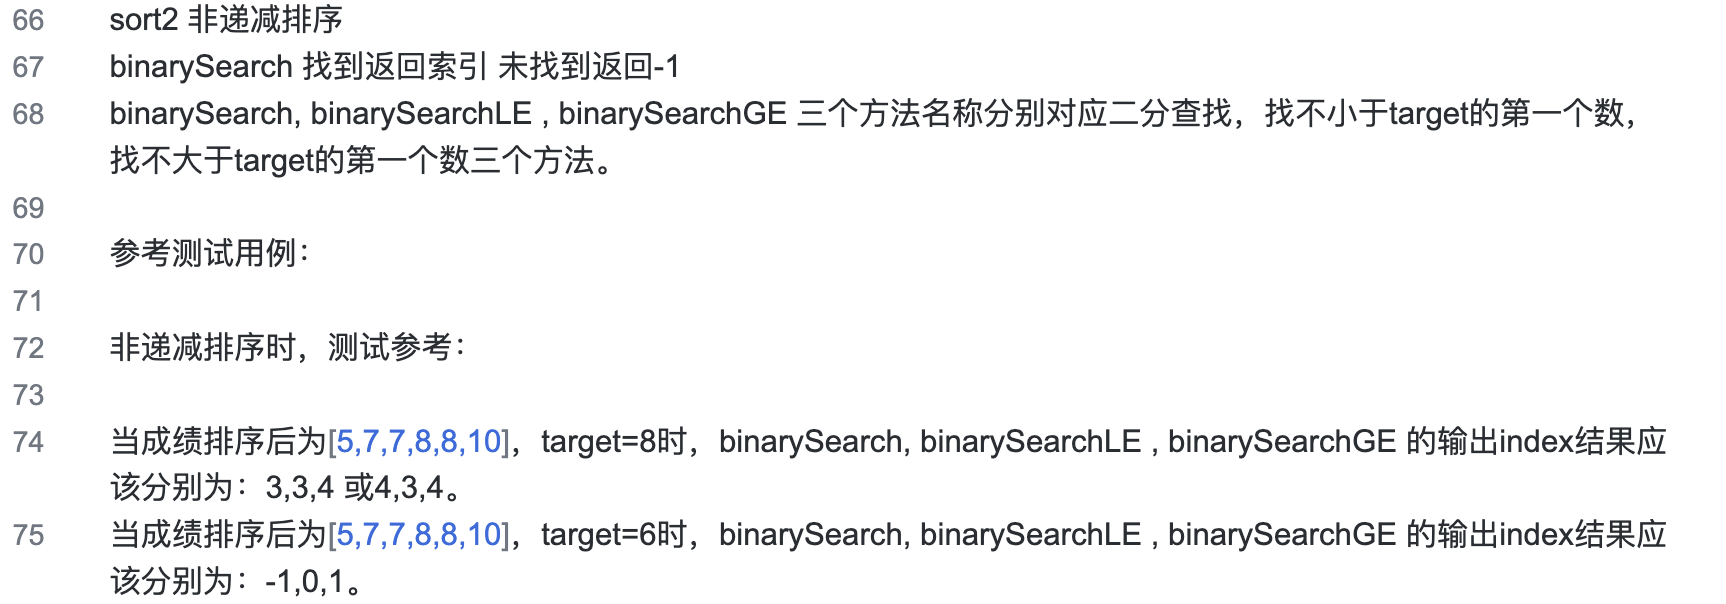 66 sort2 非递减排序
67 binarySearch 找到返回索引 未找到返回-1
68 binarySearch, binarySearchLE , binarySearchGE 三个方法名称分别对应二分查找，找不小于target的第一个数，
找不大于target的第一个数三个方法。
69
70 参考测试用例：
71
72 非递减排序时，测试参考：
73
74 当成绩排序后为[5,7,7,8,8,10]，target=8时，binarySearch, binarySearchLE , binarySearchGE 的输出index结果应
该分别为：3,3,4 或4,3,4。
75 当成绩排序后为[5,7,7,8,8,10]，target=6时，binarySearch, binarySearchLE , binarySearchGE 的输出index结果应
该分别为：-1,0,1。